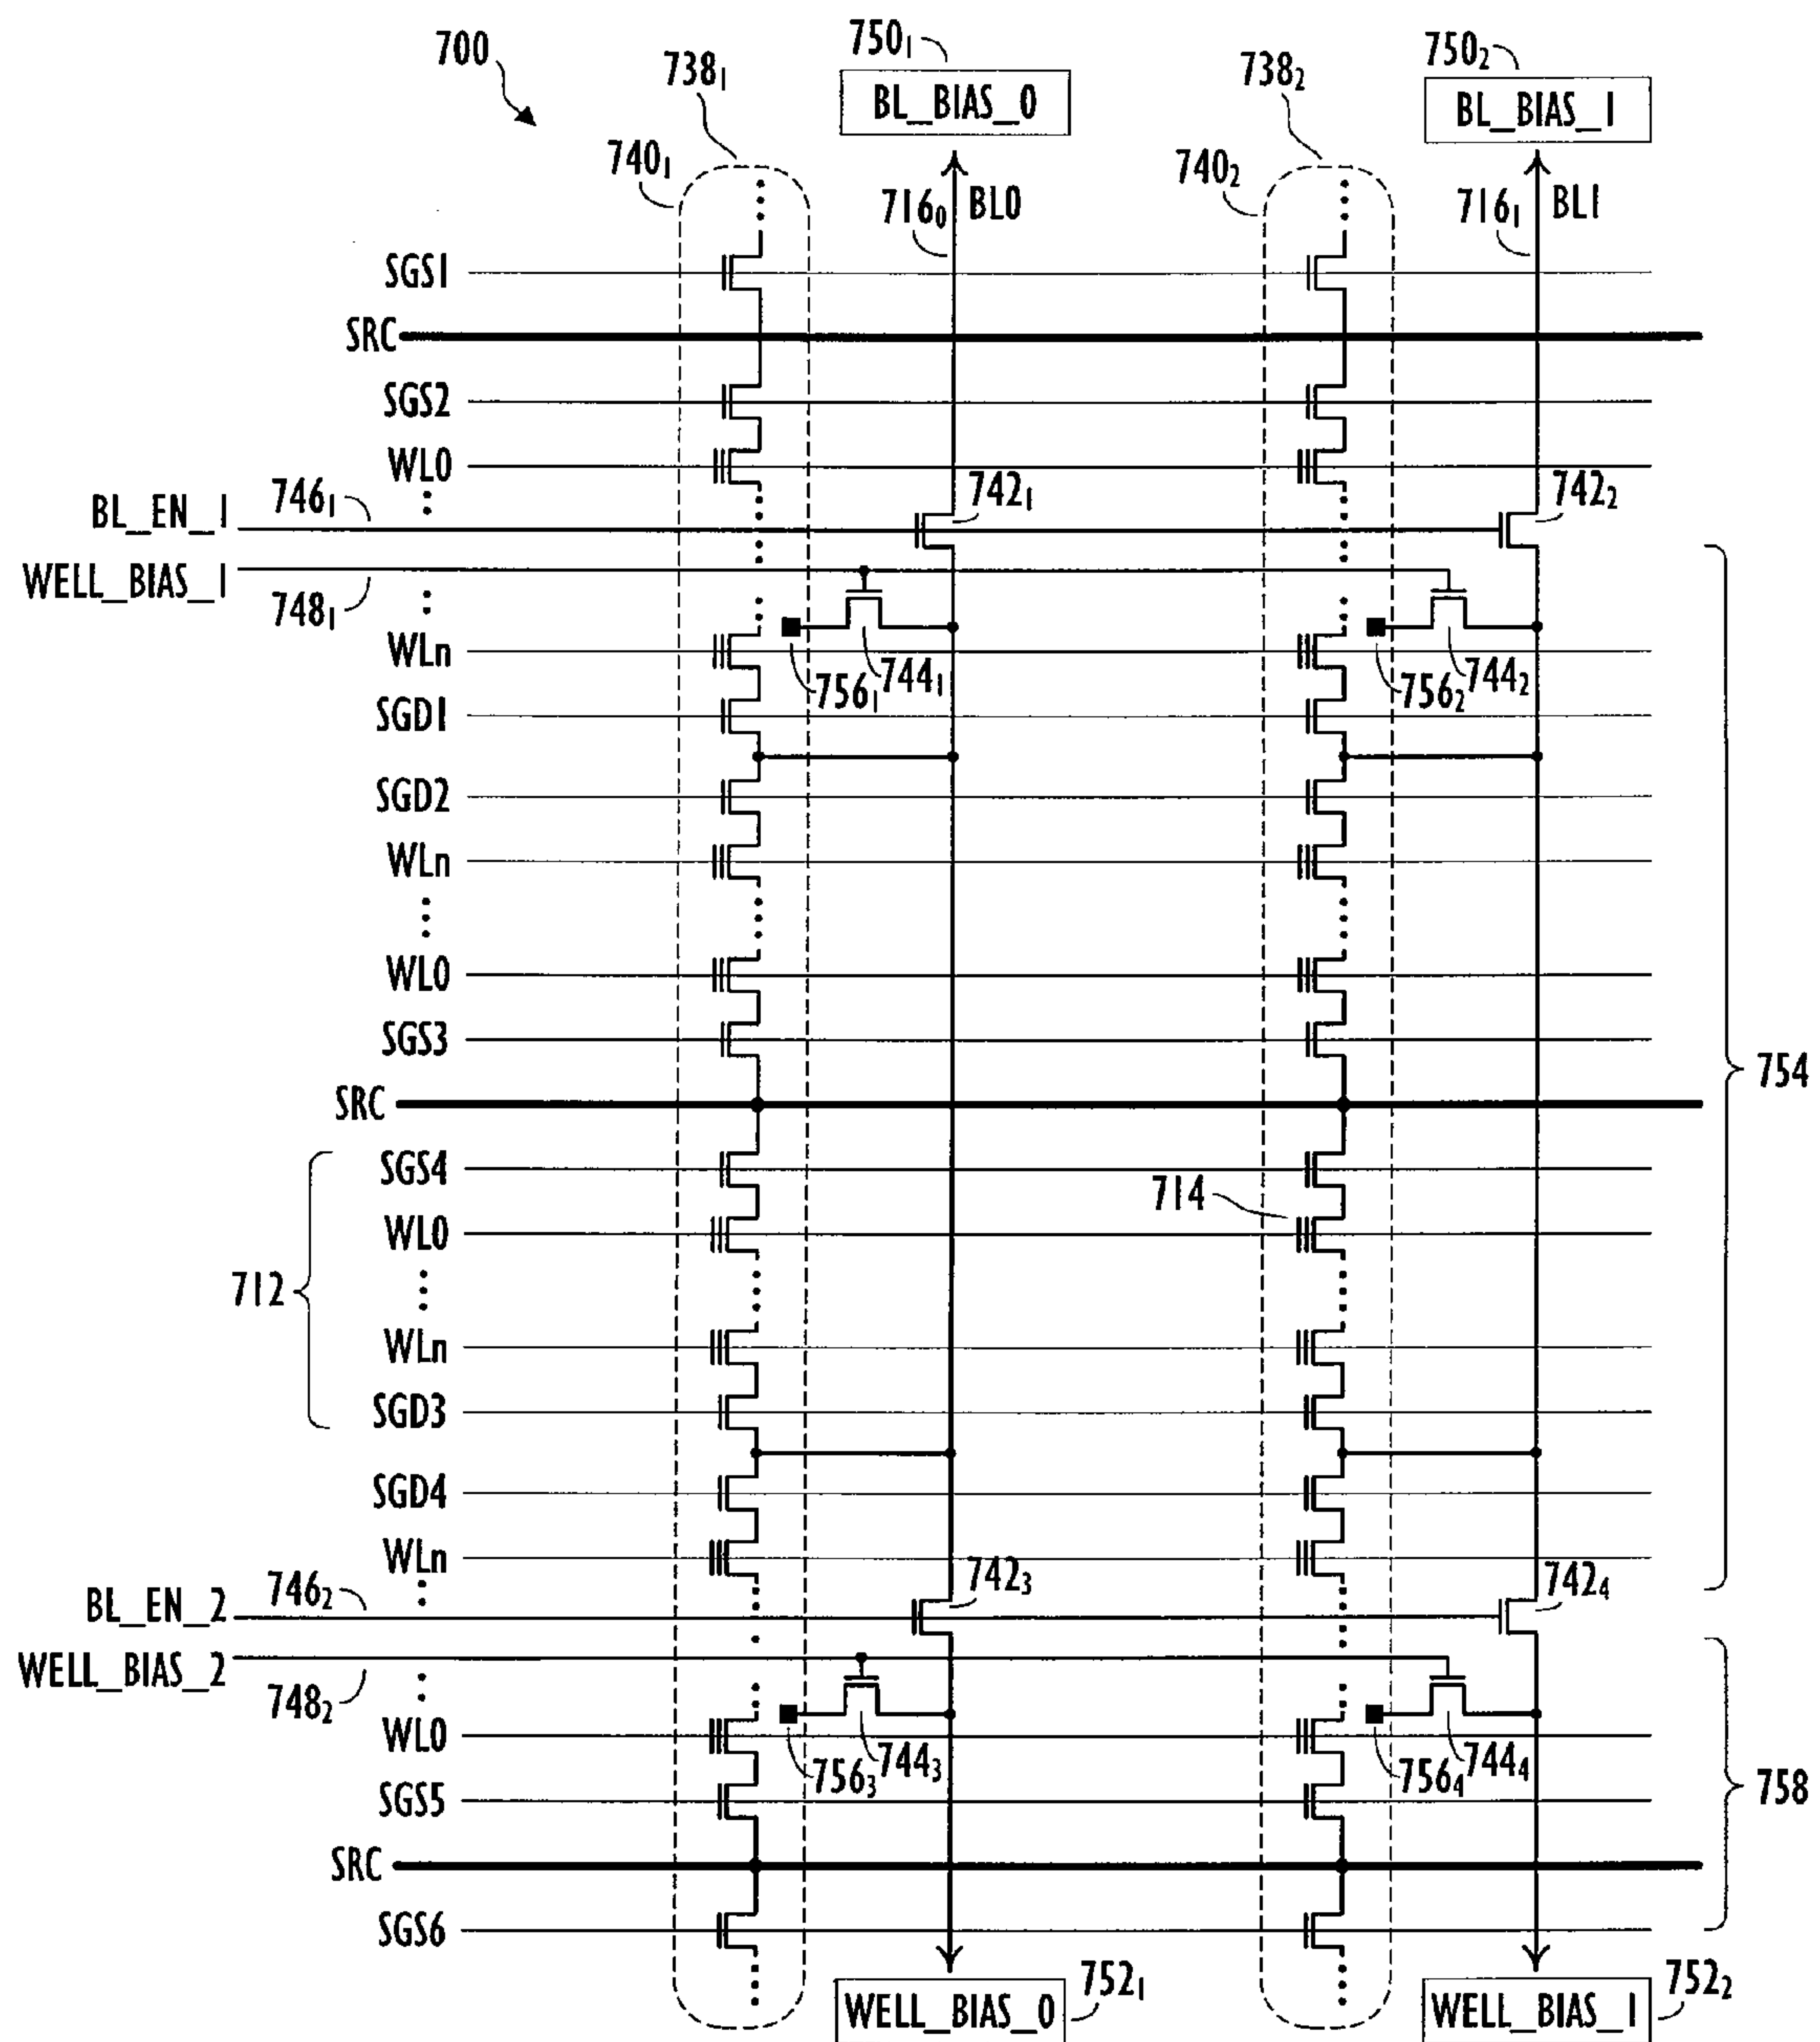 700
738₁
750₁
BL_BIAS_0
738₂
750₂
BL_BIAS_1
740₁
716₀
BL0
740₂
716₁
BL1
SGS1
SRC
SGS2
WL0
BL_EN_1
746₁
742₁
742₂
WELL_BIAS_1
748₁
WLn
756₁
744₁
756₂
744₂
SGD1
SGD2
WLn
WL0
SGS3
754
SRC
SGS4
714
WL0
712
WLn
SGD3
SGD4
WLn
BL_EN_2
746₂
742₃
742₄
WELL_BIAS_2
748₂
WL0
756₃
744₃
756₄
744₄
758
SGS5
SRC
SGS6
WELL_BIAS_0
752₁
WELL_BIAS_1
752₂